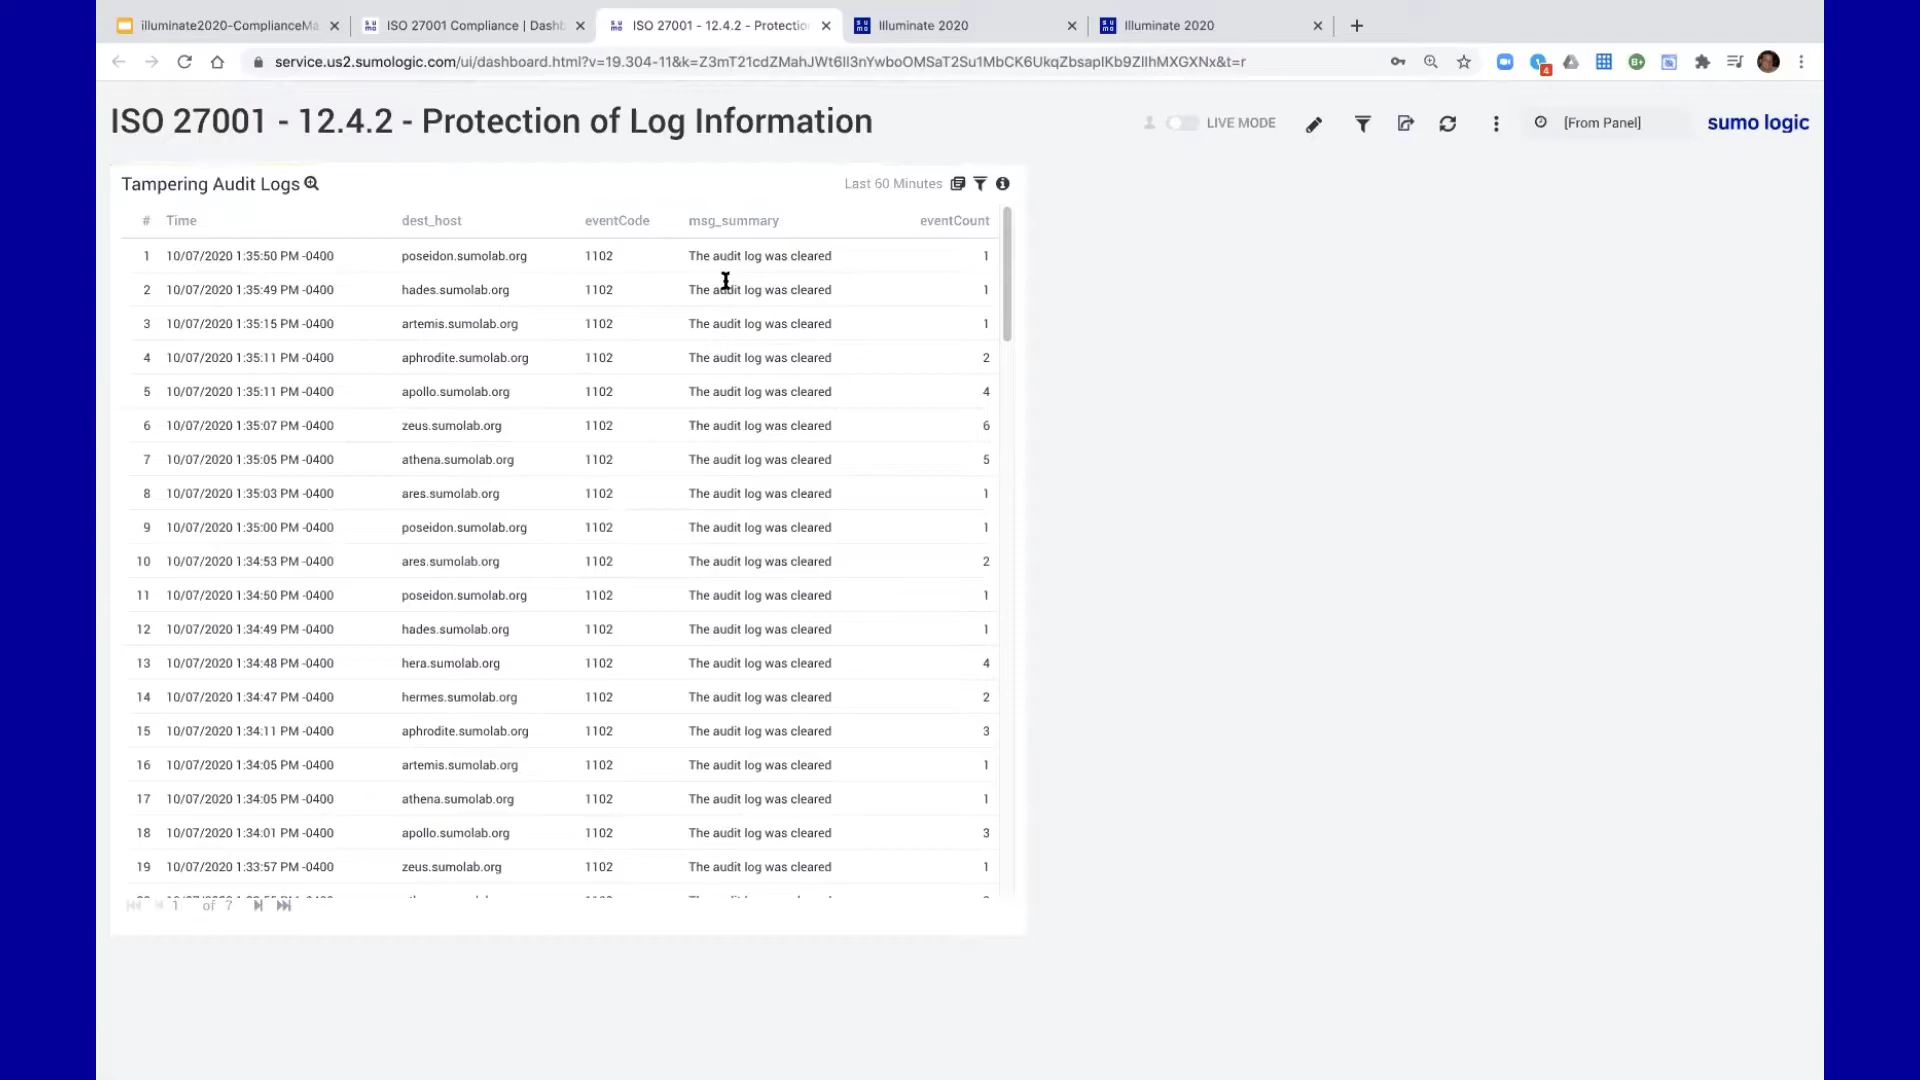 illuminate2020-ComplianceMa
ISO 27001 Compliance | Dashb
ISO 27001 - 12.4.2 - Protection
Illuminate 2020
Illuminate 2020
service.us2.sumologic.com/ui/dashboard.html?v=19.304-11&k=Z3mT21cdZMahJWt6Il3nYwboOMSaT2Su1MbCK6UkqZbsaplKb9ZIlhMXGXNx&t=r
4
ISO 27001 - 12.4.2 - Protection of Log Information
LIVE MODE
[From Panel]
sumo logic
Tampering Audit Logs
Last 60 Minutes
# Time dest_host eventCode msg_summary eventCount
1 10/07/2020 1:35:50 PM -0400 poseidon.sumolab.org 1102 The audit log was cleared 1
2 10/07/2020 1:35:49 PM -0400 hades.sumolab.org 1102 The audit log was cleared 1
3 10/07/2020 1:35:15 PM -0400 artemis.sumolab.org 1102 The audit log was cleared 1
4 10/07/2020 1:35:11 PM -0400 aphrodite.sumolab.org 1102 The audit log was cleared 2
5 10/07/2020 1:35:11 PM -0400 apollo.sumolab.org 1102 The audit log was cleared 4
6 10/07/2020 1:35:07 PM -0400 zeus.sumolab.org 1102 The audit log was cleared 6
7 10/07/2020 1:35:05 PM -0400 athena.sumolab.org 1102 The audit log was cleared 5
8 10/07/2020 1:35:03 PM -0400 ares.sumolab.org 1102 The audit log was cleared 1
9 10/07/2020 1:35:00 PM -0400 poseidon.sumolab.org 1102 The audit log was cleared 1
10 10/07/2020 1:34:53 PM -0400 ares.sumolab.org 1102 The audit log was cleared 2
11 10/07/2020 1:34:50 PM -0400 poseidon.sumolab.org 1102 The audit log was cleared 1
12 10/07/2020 1:34:49 PM -0400 hades.sumolab.org 1102 The audit log was cleared 1
13 10/07/2020 1:34:48 PM -0400 hera.sumolab.org 1102 The audit log was cleared 4
14 10/07/2020 1:34:47 PM -0400 hermes.sumolab.org 1102 The audit log was cleared 2
15 10/07/2020 1:34:11 PM -0400 aphrodite.sumolab.org 1102 The audit log was cleared 3
16 10/07/2020 1:34:05 PM -0400 artemis.sumolab.org 1102 The audit log was cleared 1
17 10/07/2020 1:34:05 PM -0400 athena.sumolab.org 1102 The audit log was cleared 1
18 10/07/2020 1:34:01 PM -0400 apollo.sumolab.org 1102 The audit log was cleared 3
19 10/07/2020 1:33:57 PM -0400 zeus.sumolab.org 1102 The audit log was cleared 1
1 of 7